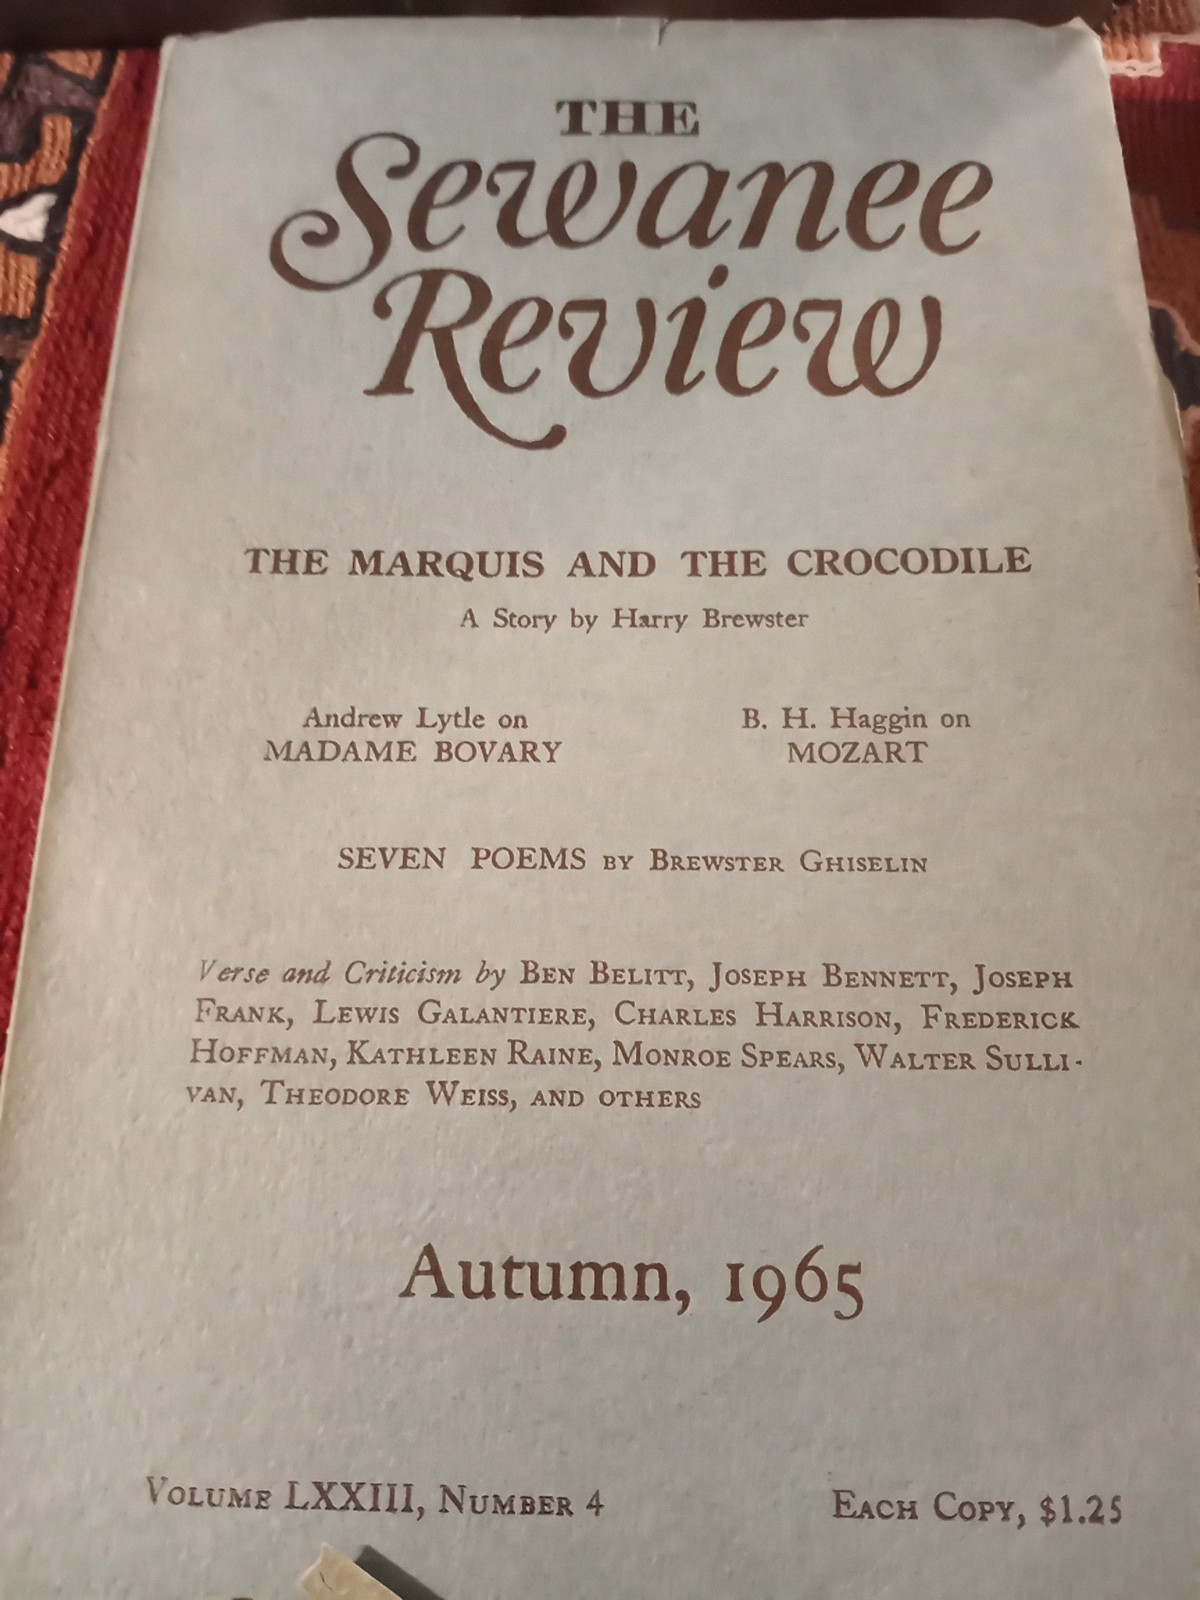 THE
Sewanee
Review
THE MARQUIS AND THE CROCODILE
A Story by Harry Brewster
Andrew Lytle on
MADAME BOVARY
B. H. Haggin on
MOZART
SEVEN POEMS BY BREWSTER GHISELIN
Verse and Criticism by BEN BELITT, JOSEPH BENNETT, JOSEPH
FRANK, LEWIS GALANTIERE, CHARLES HARRISON, FREDERICK
HOFFMAN, KATHLEEN RAINE, MONROE SPEARS, WALTER SULLI-
VAN, THEODORE WEISS, AND OTHERS
Autumn, 1965
VOLUME LXXIII, NUMBER 4
EACH COPY, $1.25